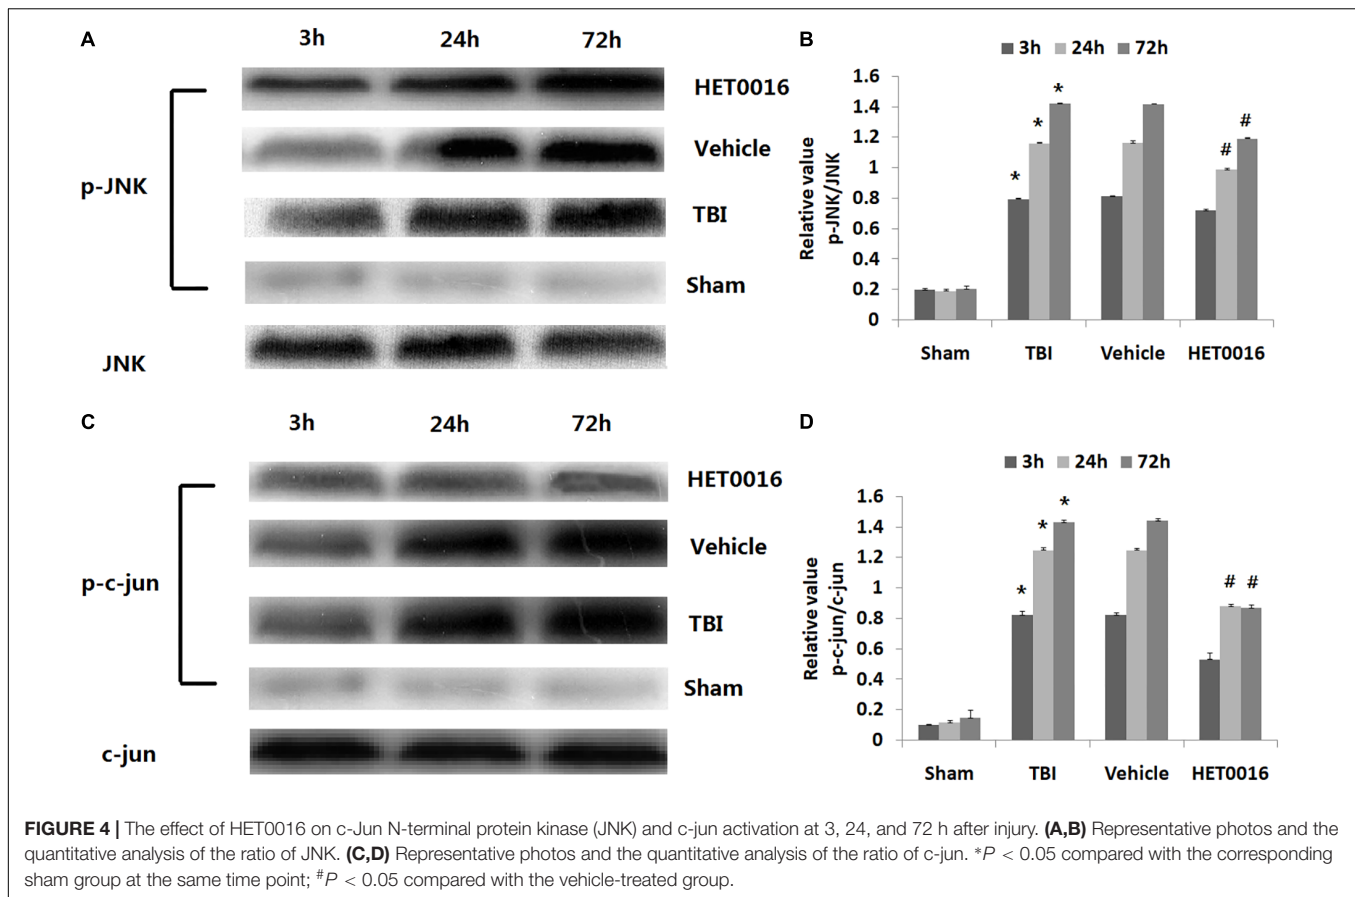 A
3h 24h 72h
HET0016
Vehicle
p-JNK
TBI
Sham
JNK
B
3h 24h 72h
Relative value
p-JNK/JNK
1.6
1.4
1.2
1
0.8
0.6
0.4
0.2
0
* * *
# #
Sham TBI Vehicle HET0016
C
3h 24h 72h
HET0016
Vehicle
p-c-jun
TBI
Sham
c-jun
D
3h 24h 72h
Relative value
p-c-jun/c-jun
1.6
1.4
1.2
1
0.8
0.6
0.4
0.2
0
* * *
# #
Sham TBI Vehicle HET0016
FIGURE 4 | The effect of HET0016 on c-Jun N-terminal protein kinase (JNK) and c-jun activation at 3, 24, and 72 h after injury. (A,B) Representative photos and the
quantitative analysis of the ratio of JNK. (C,D) Representative photos and the quantitative analysis of the ratio of c-jun. *P < 0.05 compared with the corresponding
sham group at the same time point; #P < 0.05 compared with the vehicle-treated group.